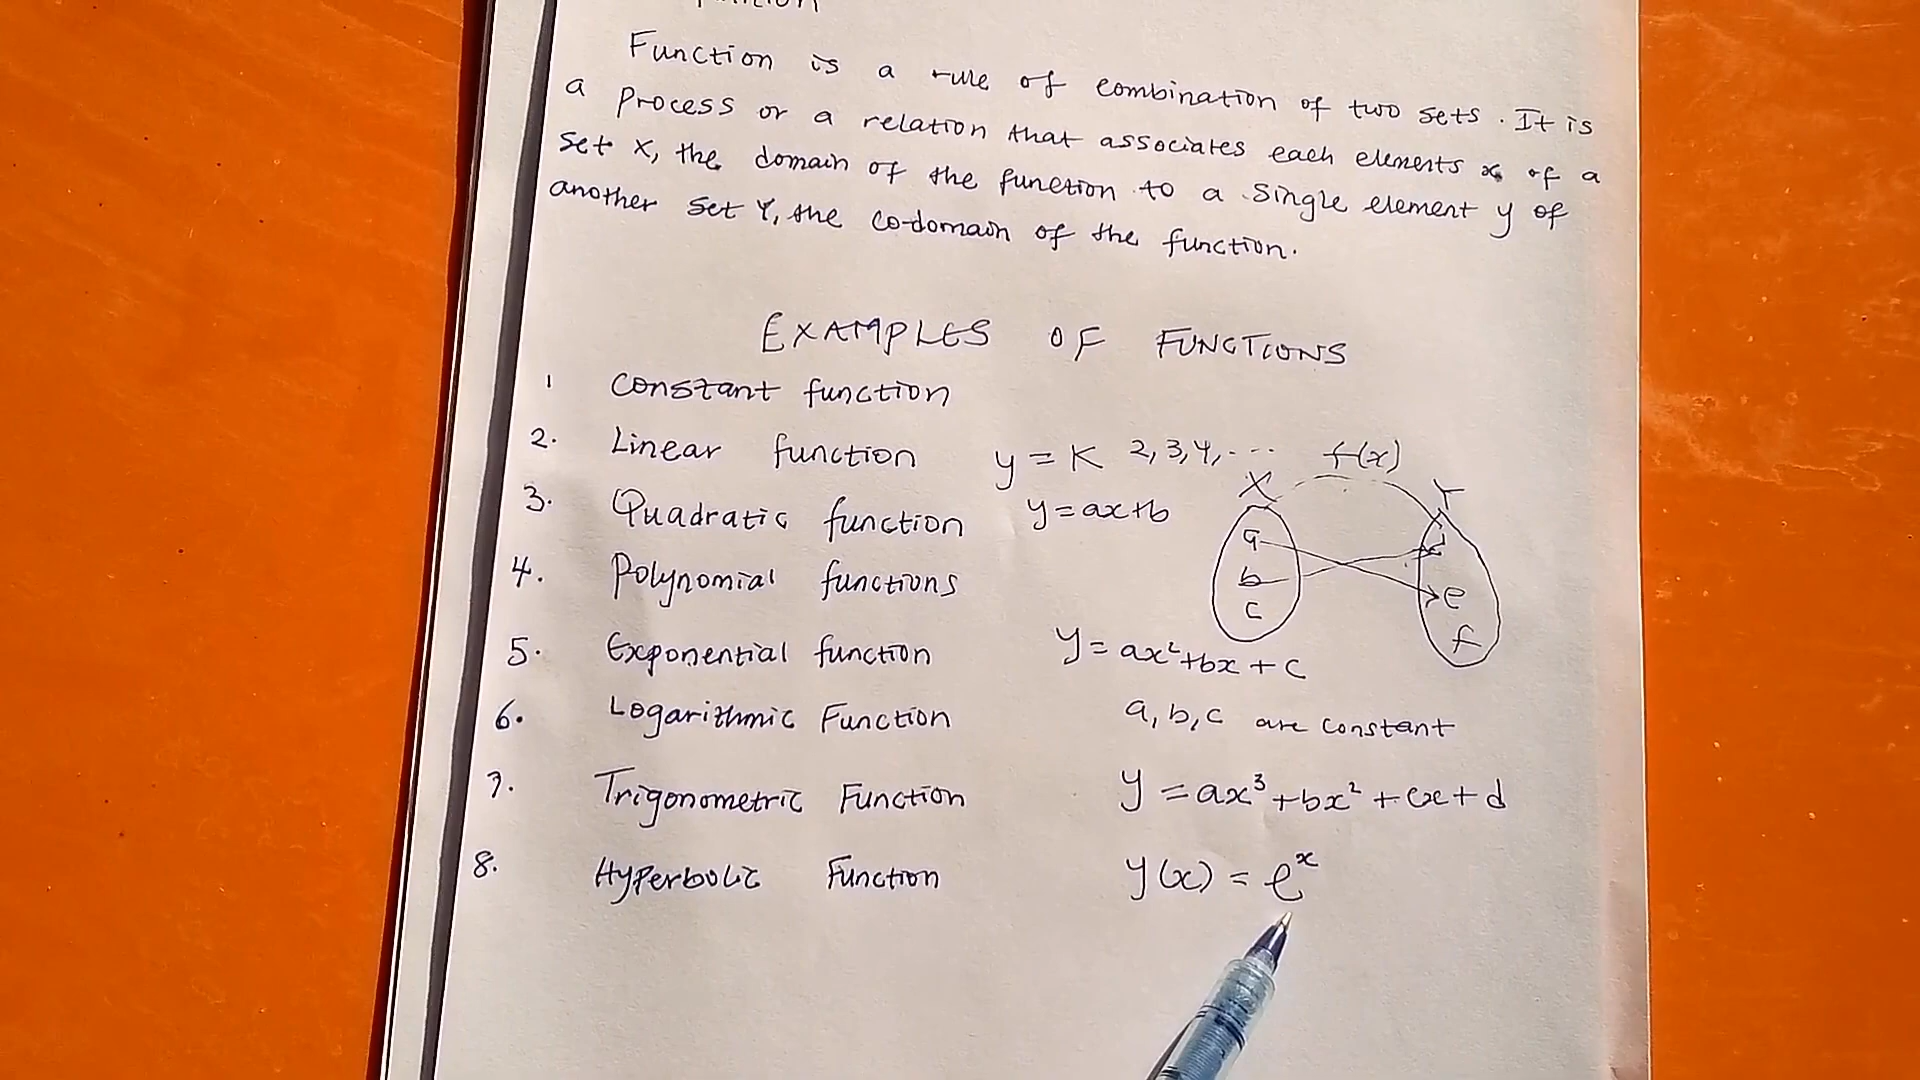 Function is a rule of combination of two sets. It is
a process or a relation that associates each elements x of a
set X, the domain of the function to a single element y of
another set Y, the co-domain of the function.
EXAMPLES OF FUNCTIONS
1 Constant function
2. Linear function y = K 2,3,4,... f(x)
3. Quadratic function y = ax+b
X Y
a
b e
c f
4. Polynomial functions
5. Exponential function y = ax²+bx + c
6. Logarithmic Function a, b, c are constant
7. Trigonometric Function y = ax³+bx² + cx + d
8. Hyperbolic Function y(x) = e^x